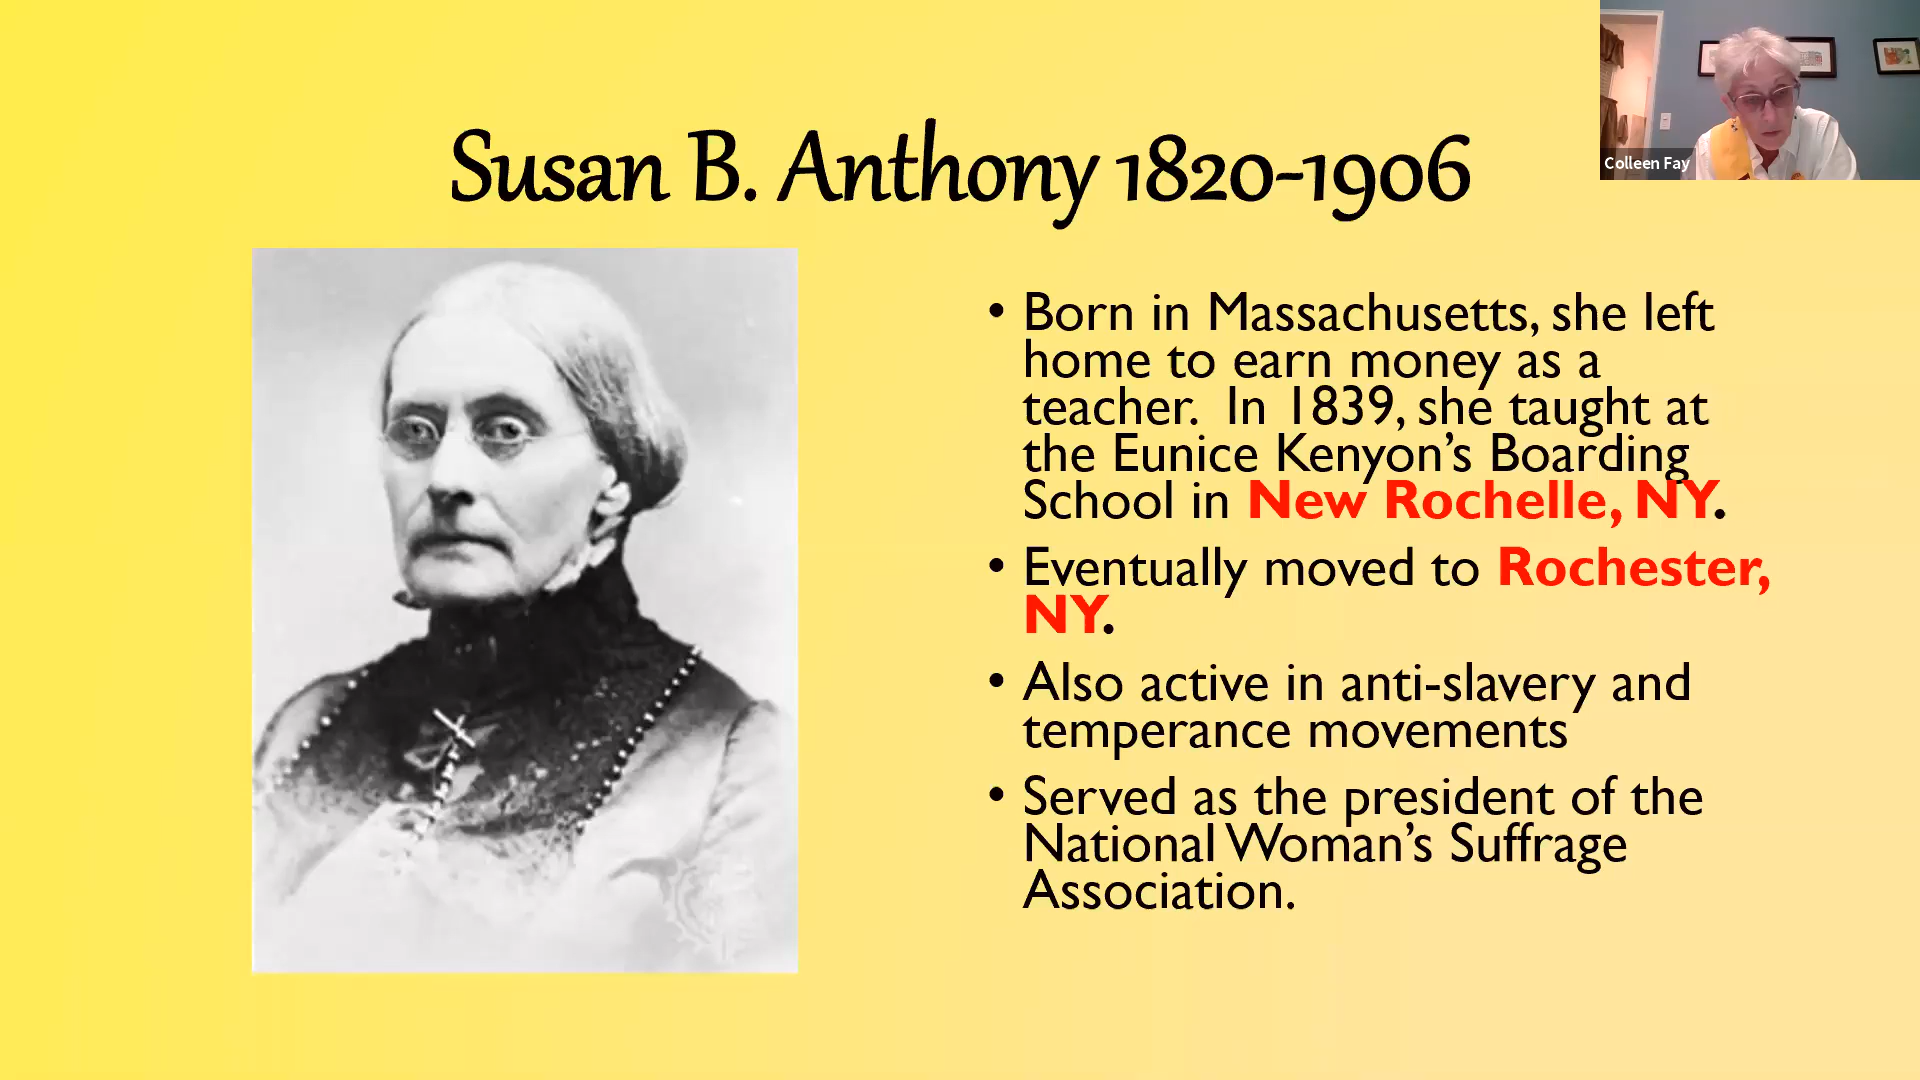 Susan B. Anthony 1820-1906
Colleen Fay
• Born in Massachusetts, she left
home to earn money as a
teacher.  In 1839, she taught at
the Eunice Kenyon’s Boarding
School in New Rochelle, NY.
• Eventually moved to Rochester,
NY.
• Also active in anti-slavery and
temperance movements
• Served as the president of the
National Woman’s Suffrage
Association.